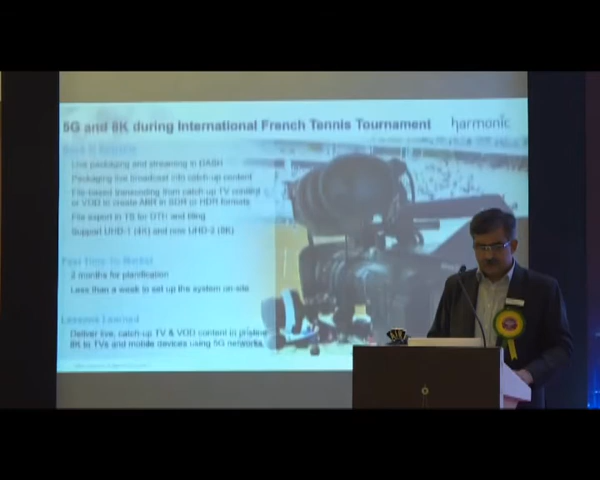 5G and 8K during International French Tennis Tournament
harmonic
Live packaging and streaming in DASH
Packaging live broadcast into catch-up content
File-based transcoding from catch-up TV content
or VOD to create ABR in SDR or HDR formats
File export in TS for DTH and
Support UHD-1 (4K) and now UHD-2 (8K)
Fast Time To Market
2 months for planification
Less than a week to set up the system on-site
Lessons Learned
Deliver live, catch-up TV & VOD content in pristine
8K to TVs and mobile devices using 5G networks.